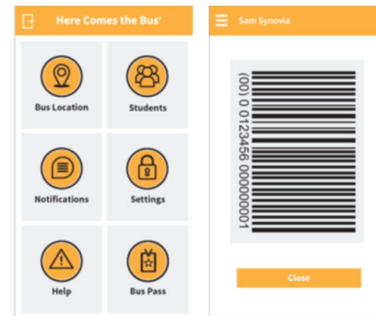 Here Comes the Bus®
Bus Location
Students
Notifications
Settings
Help
Bus Pass
Sam Synovia
(00) 0 0123456 000000001
Close